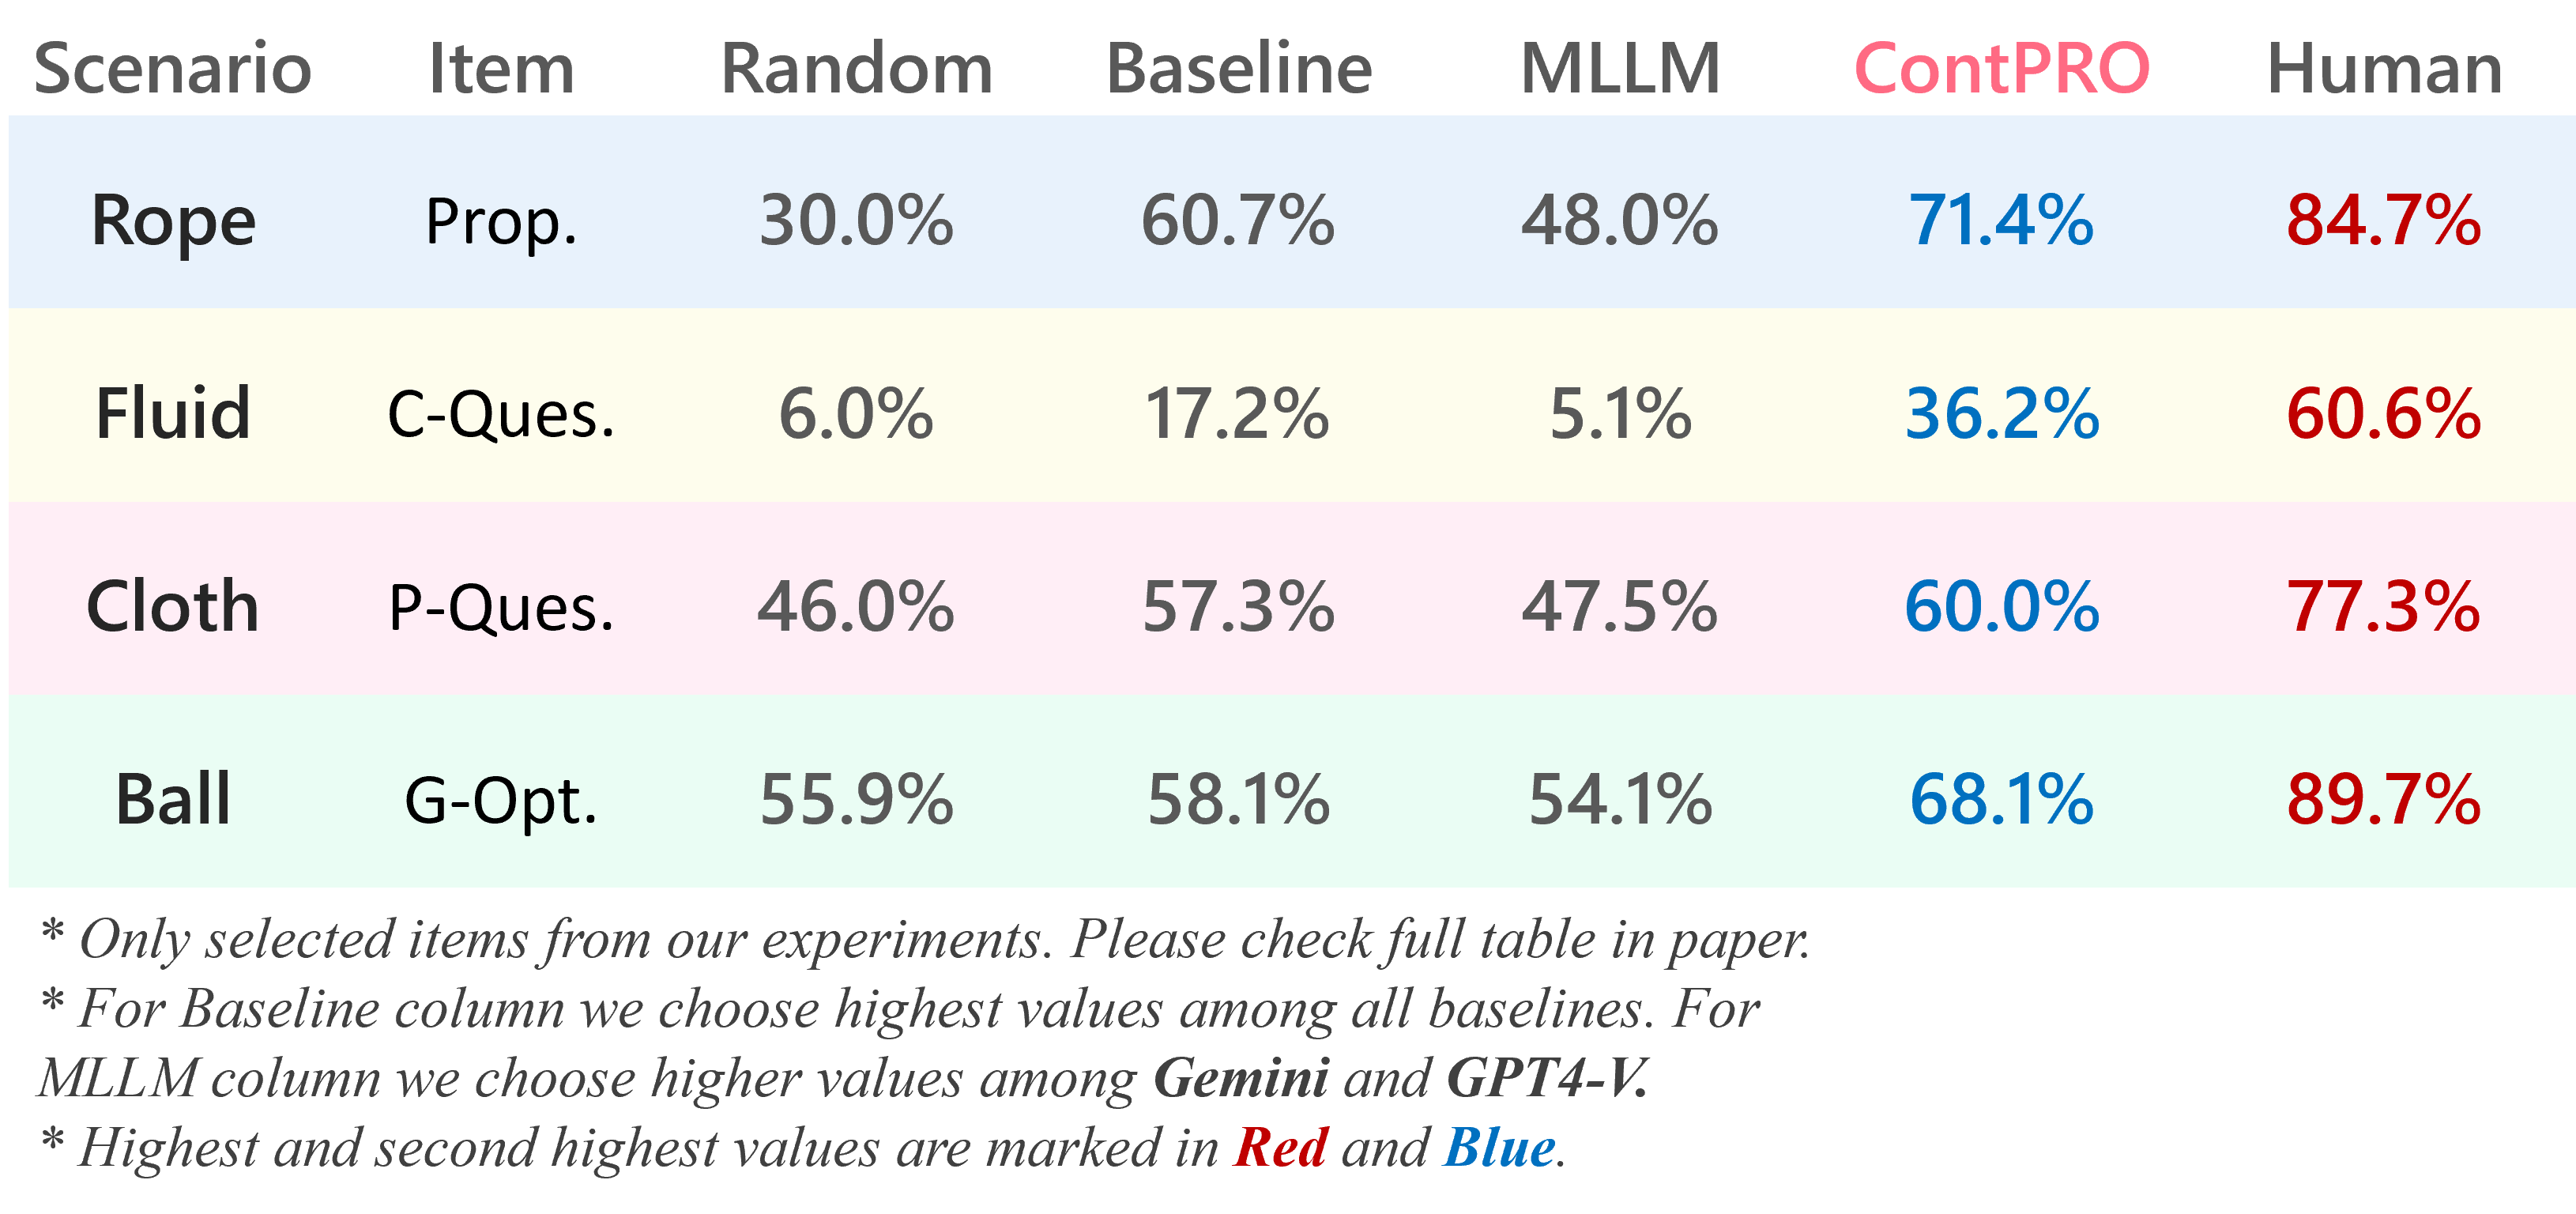 Scenario Item Random Baseline MLLM ContPRO Human
Rope Prop. 30.0% 60.7% 48.0% 71.4% 84.7%
Fluid C-Ques. 6.0% 17.2% 5.1% 36.2% 60.6%
Cloth P-Ques. 46.0% 57.3% 47.5% 60.0% 77.3%
Ball G-Opt. 55.9% 58.1% 54.1% 68.1% 89.7%
* Only selected items from our experiments. Please check full table in paper.
* For Baseline column we choose highest values among all baselines. For
MLLM column we choose higher values among Gemini and GPT4-V.
* Highest and second highest values are marked in Red and Blue.